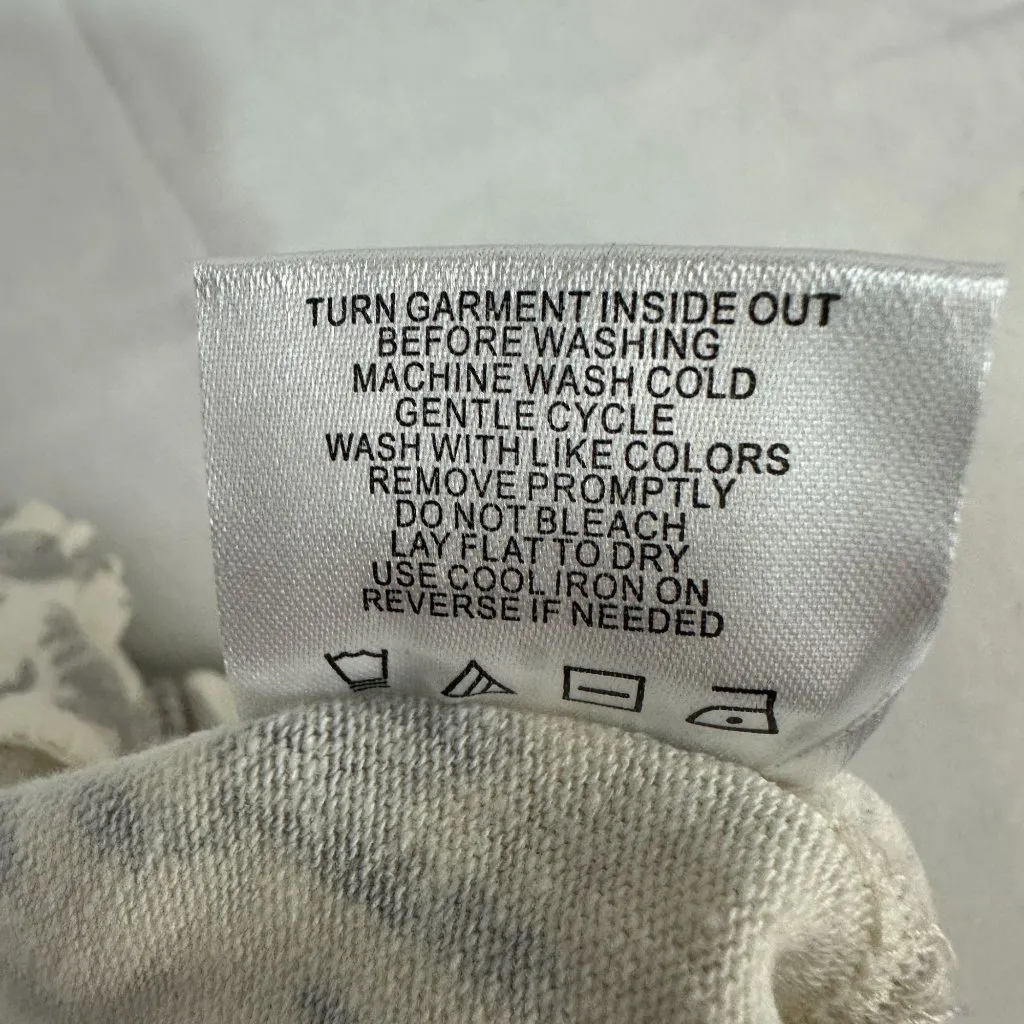 TURN GARMENT INSIDE OUT
BEFORE WASHING
MACHINE WASH COLD
GENTLE CYCLE
WASH WITH LIKE COLORS
REMOVE PROMPTLY
DO NOT BLEACH
LAY FLAT TO DRY
USE COOL IRON ON
REVERSE IF NEEDED